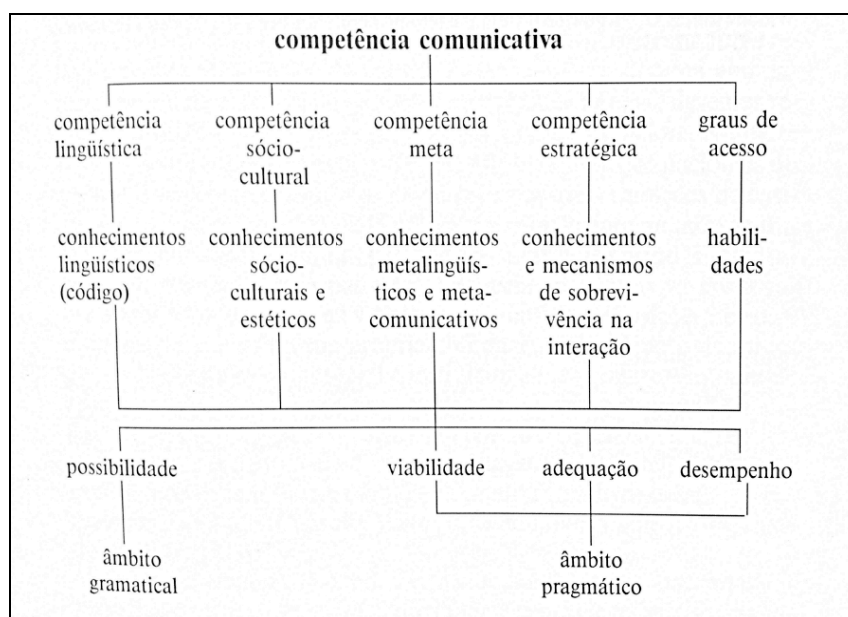 competência comunicativa
competência
lingüística
competência
sócio-
cultural
competência
meta
competência
estratégica
graus de
acesso
conhecimentos
lingüísticos
(código)
conhecimentos
sócio-
culturais e
estéticos
conhecimentos
metalingüís-
ticos e meta-
comunicativos
conhecimentos
e mecanismos
de sobrevi-
vência na
interação
habili-
dades
possibilidade
viabilidade
adequação
desempenho
âmbito
gramatical
âmbito
pragmático